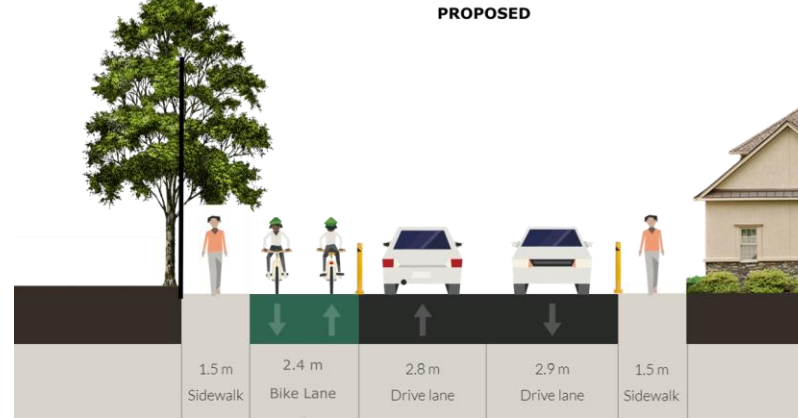 PROPOSED
1.5 m
Sidewalk
2.4 m
Bike Lane
2.8 m
Drive lane
2.9 m
Drive lane
1.5 m
Sidewalk